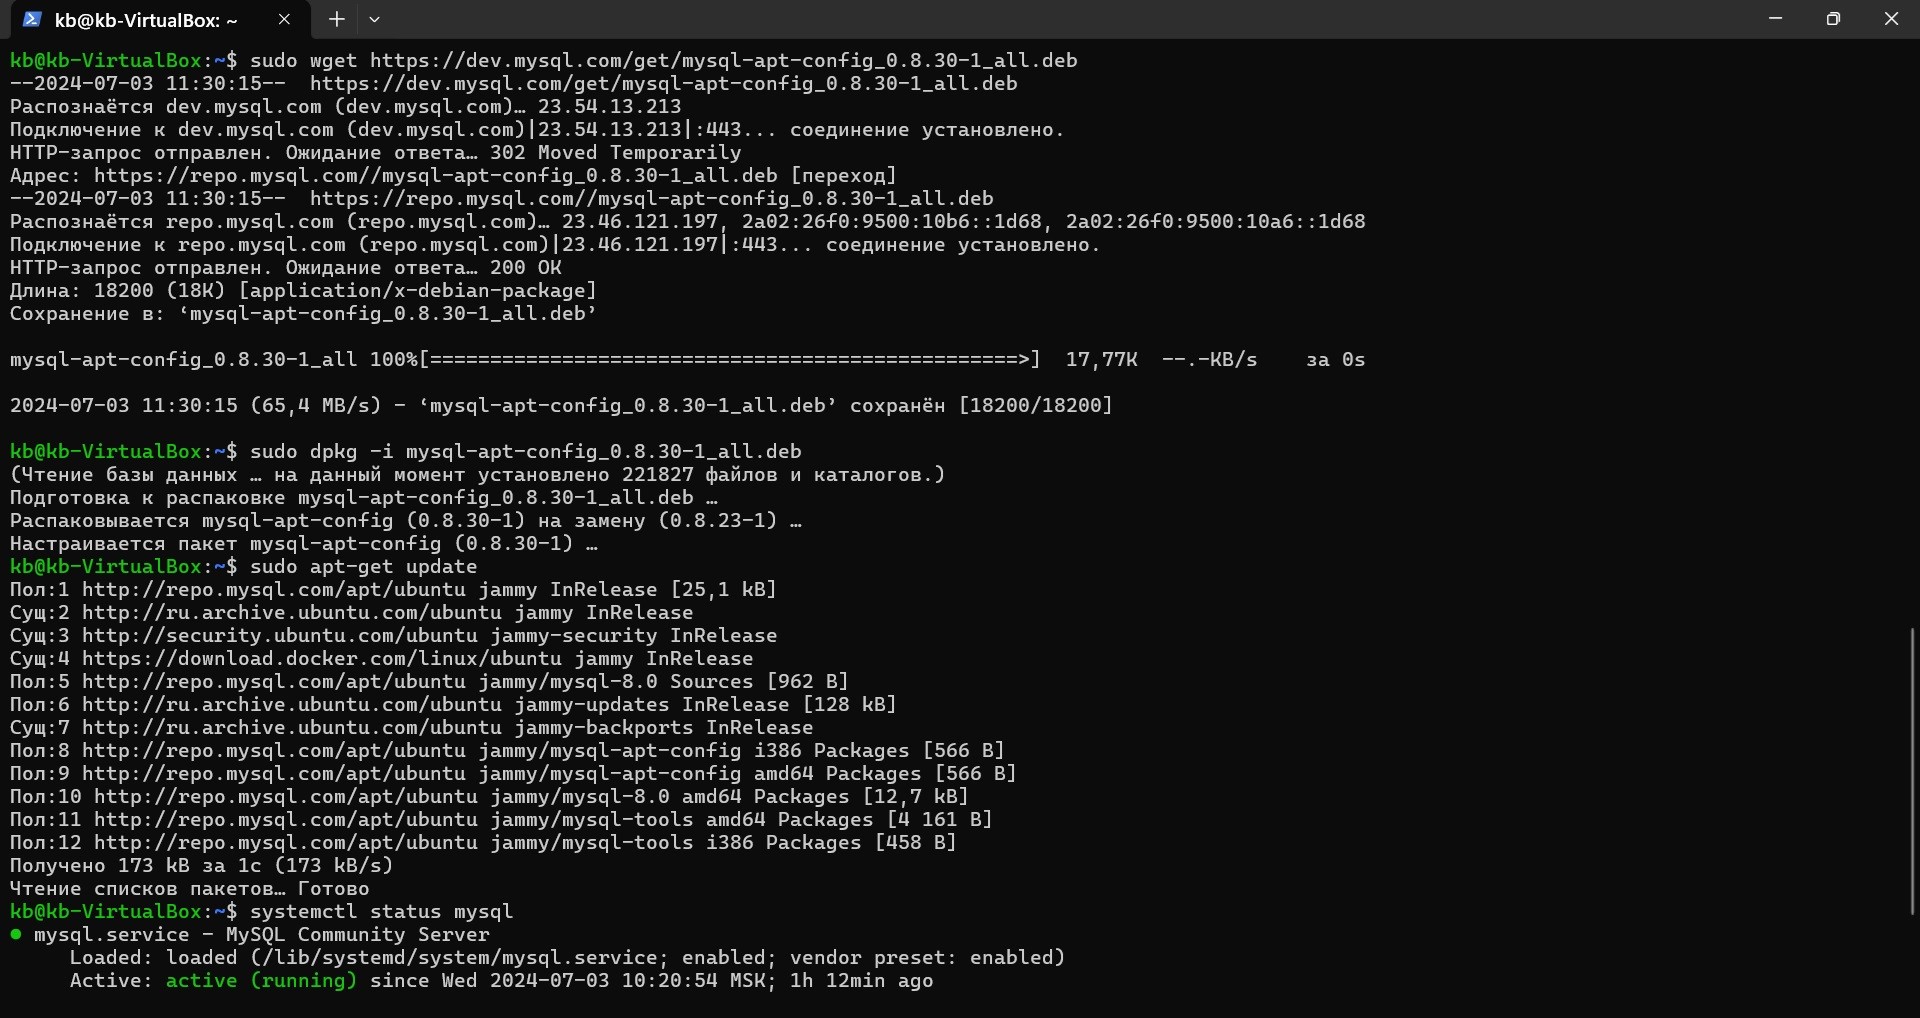 kb@kb-VirtualBox: ~
kb@kb-VirtualBox:~$ sudo wget https://dev.mysql.com/get/mysql-apt-config_0.8.30-1_all.deb
--2024-07-03 11:30:15--  https://dev.mysql.com/get/mysql-apt-config_0.8.30-1_all.deb
Распознаётся dev.mysql.com (dev.mysql.com)… 23.54.13.213
Подключение к dev.mysql.com (dev.mysql.com)|23.54.13.213|:443... соединение установлено.
HTTP-запрос отправлен. Ожидание ответа… 302 Moved Temporarily
Адрес: https://repo.mysql.com//mysql-apt-config_0.8.30-1_all.deb [переход]
--2024-07-03 11:30:15--  https://repo.mysql.com//mysql-apt-config_0.8.30-1_all.deb
Распознаётся repo.mysql.com (repo.mysql.com)… 23.46.121.197, 2a02:26f0:9500:10b6::1d68, 2a02:26f0:9500:10a6::1d68
Подключение к repo.mysql.com (repo.mysql.com)|23.46.121.197|:443... соединение установлено.
HTTP-запрос отправлен. Ожидание ответа… 200 OK
Длина: 18200 (18K) [application/x-debian-package]
Сохранение в: ‘mysql-apt-config_0.8.30-1_all.deb’
mysql-apt-config_0.8.30-1_all 100%[=================================================>]  17,77K  --.-KB/s    за 0s
2024-07-03 11:30:15 (65,4 MB/s) - ‘mysql-apt-config_0.8.30-1_all.deb’ сохранён [18200/18200]
kb@kb-VirtualBox:~$ sudo dpkg -i mysql-apt-config_0.8.30-1_all.deb
(Чтение базы данных … на данный момент установлено 221827 файлов и каталогов.)
Подготовка к распаковке mysql-apt-config_0.8.30-1_all.deb …
Распаковывается mysql-apt-config (0.8.30-1) на замену (0.8.23-1) …
Настраивается пакет mysql-apt-config (0.8.30-1) …
kb@kb-VirtualBox:~$ sudo apt-get update
Пол:1 http://repo.mysql.com/apt/ubuntu jammy InRelease [25,1 kB]
Сущ:2 http://ru.archive.ubuntu.com/ubuntu jammy InRelease
Сущ:3 http://security.ubuntu.com/ubuntu jammy-security InRelease
Сущ:4 https://download.docker.com/linux/ubuntu jammy InRelease
Пол:5 http://repo.mysql.com/apt/ubuntu jammy/mysql-8.0 Sources [962 B]
Пол:6 http://ru.archive.ubuntu.com/ubuntu jammy-updates InRelease [128 kB]
Сущ:7 http://ru.archive.ubuntu.com/ubuntu jammy-backports InRelease
Пол:8 http://repo.mysql.com/apt/ubuntu jammy/mysql-apt-config i386 Packages [566 B]
Пол:9 http://repo.mysql.com/apt/ubuntu jammy/mysql-apt-config amd64 Packages [566 B]
Пол:10 http://repo.mysql.com/apt/ubuntu jammy/mysql-8.0 amd64 Packages [12,7 kB]
Пол:11 http://repo.mysql.com/apt/ubuntu jammy/mysql-tools amd64 Packages [4 161 B]
Пол:12 http://repo.mysql.com/apt/ubuntu jammy/mysql-tools i386 Packages [458 B]
Получено 173 kB за 1с (173 kB/s)
Чтение списков пакетов… Готово
kb@kb-VirtualBox:~$ systemctl status mysql
● mysql.service - MySQL Community Server
     Loaded: loaded (/lib/systemd/system/mysql.service; enabled; vendor preset: enabled)
     Active: active (running) since Wed 2024-07-03 10:20:54 MSK; 1h 12min ago